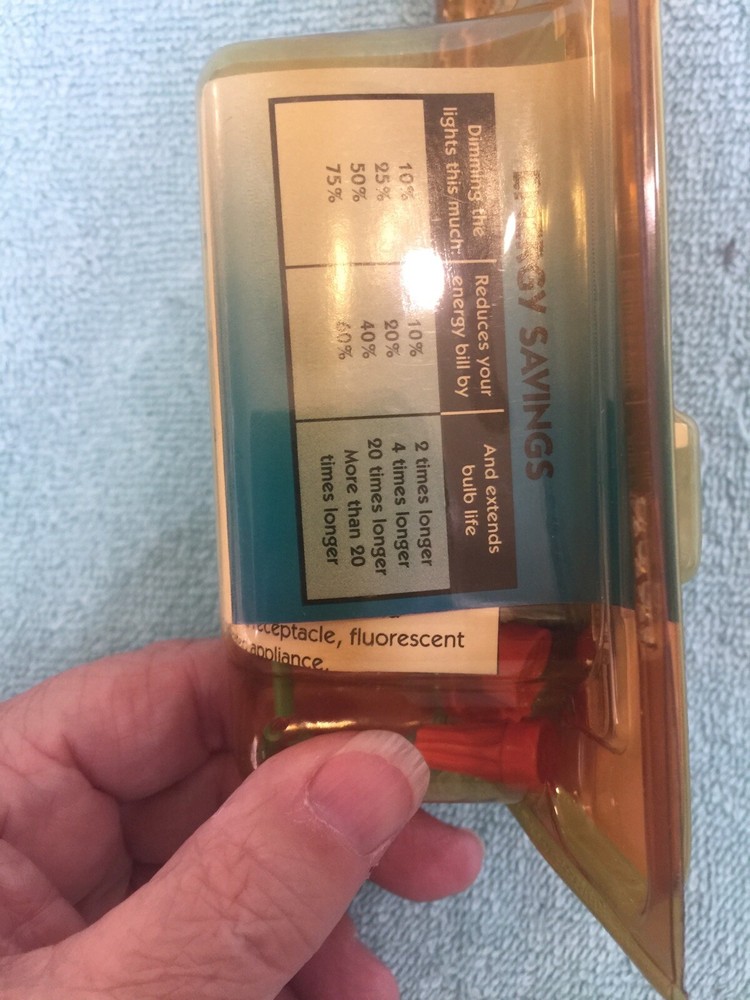 ENERGY SAVINGS
Dimming the
lights this much:
Reduces your
energy bill by
And extends
bulb life
10% 10% 2 times longer
25% 20% 4 times longer
50% 40% 20 times longer
75% 60% More than 20
times longer
receptacle, fluorescent
appliance.